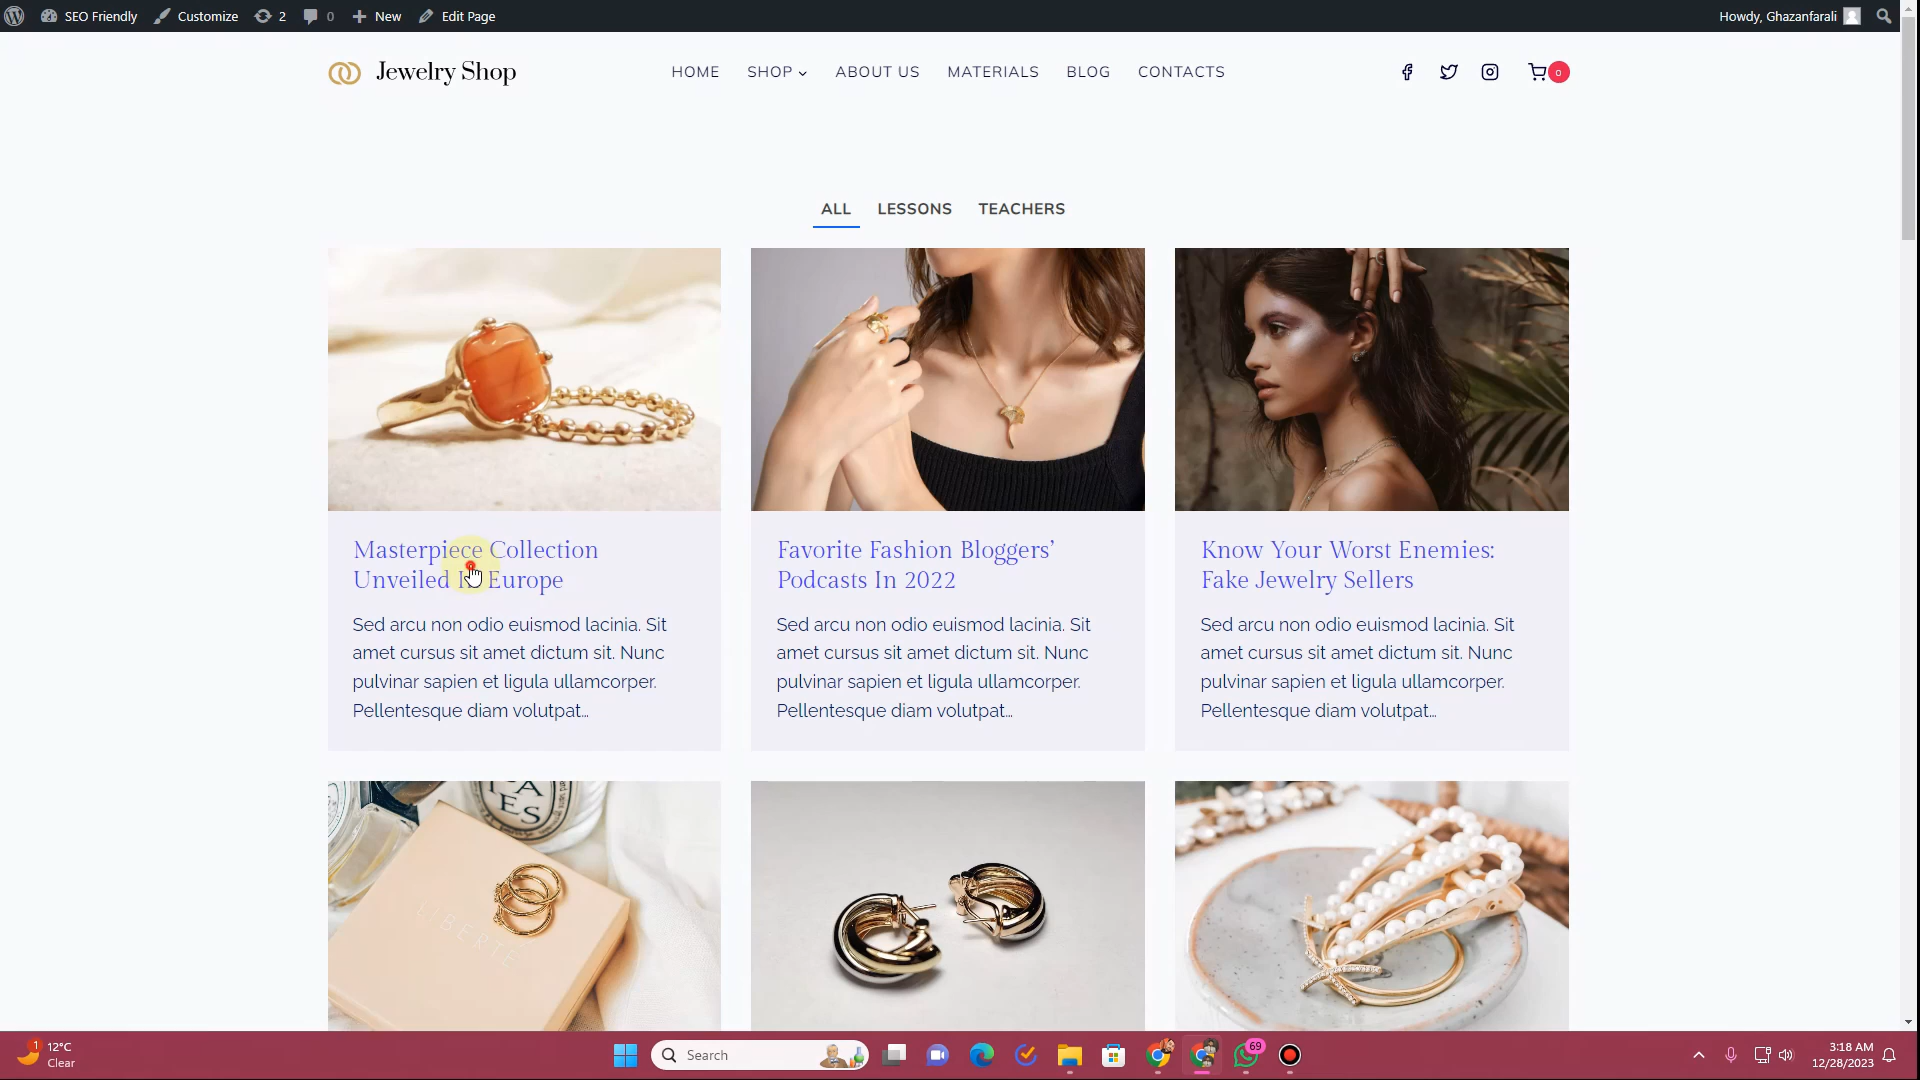 SEO Friendly Customize 2 0 New Edit Page Howdy, Ghazanfarali
Jewelry Shop HOME SHOP ABOUT US MATERIALS BLOG CONTACTS 0
ALL LESSONS TEACHERS
Masterpiece Collection
Unveiled In Europe
Sed arcu non odio euismod lacinia. Sit
amet cursus sit amet dictum sit. Nunc
pulvinar sapien et ligula ullamcorper.
Pellentesque diam volutpat…
Favorite Fashion Bloggers’
Podcasts In 2022
Sed arcu non odio euismod lacinia. Sit
amet cursus sit amet dictum sit. Nunc
pulvinar sapien et ligula ullamcorper.
Pellentesque diam volutpat…
Know Your Worst Enemies:
Fake Jewelry Sellers
Sed arcu non odio euismod lacinia. Sit
amet cursus sit amet dictum sit. Nunc
pulvinar sapien et ligula ullamcorper.
Pellentesque diam volutpat…
ES
LIBERTÉ
1
12°C
Clear
Search
69
3:18 AM
12/28/2023